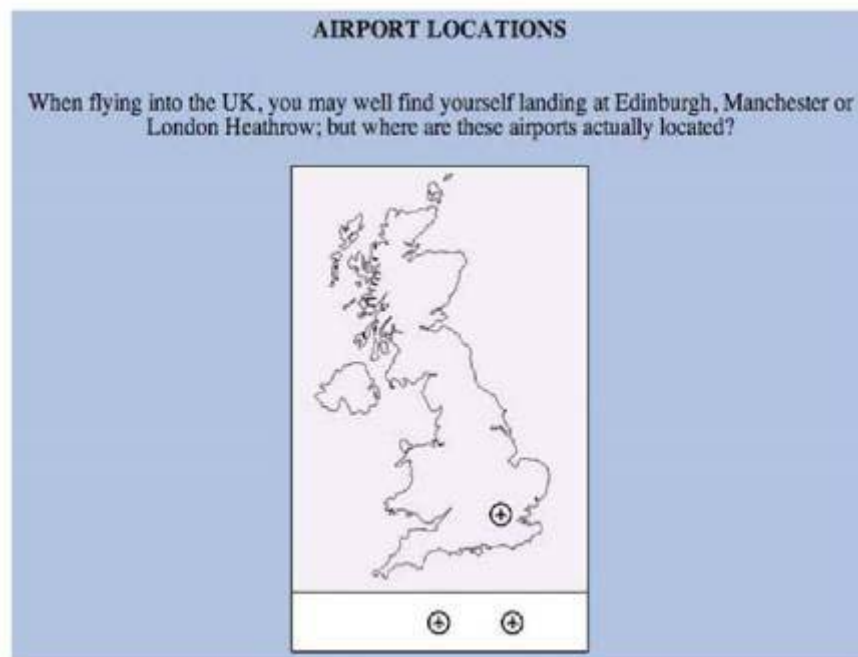 AIRPORT LOCATIONS
When flying into the UK, you may well find yourself landing at Edinburgh, Manchester or
London Heathrow; but where are these airports actually located?